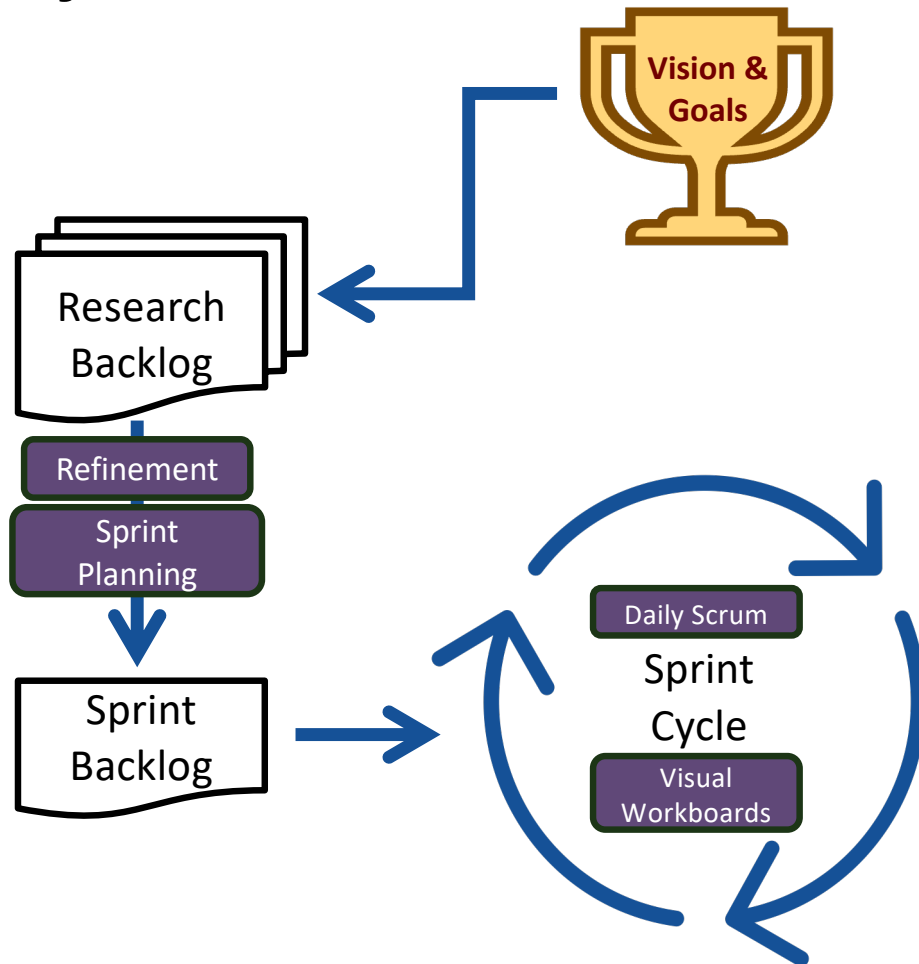 Vision &
Goals
Research
Backlog
Refinement
Sprint
Planning
Sprint
Backlog
Daily Scrum
Sprint
Cycle
Visual
Workboards